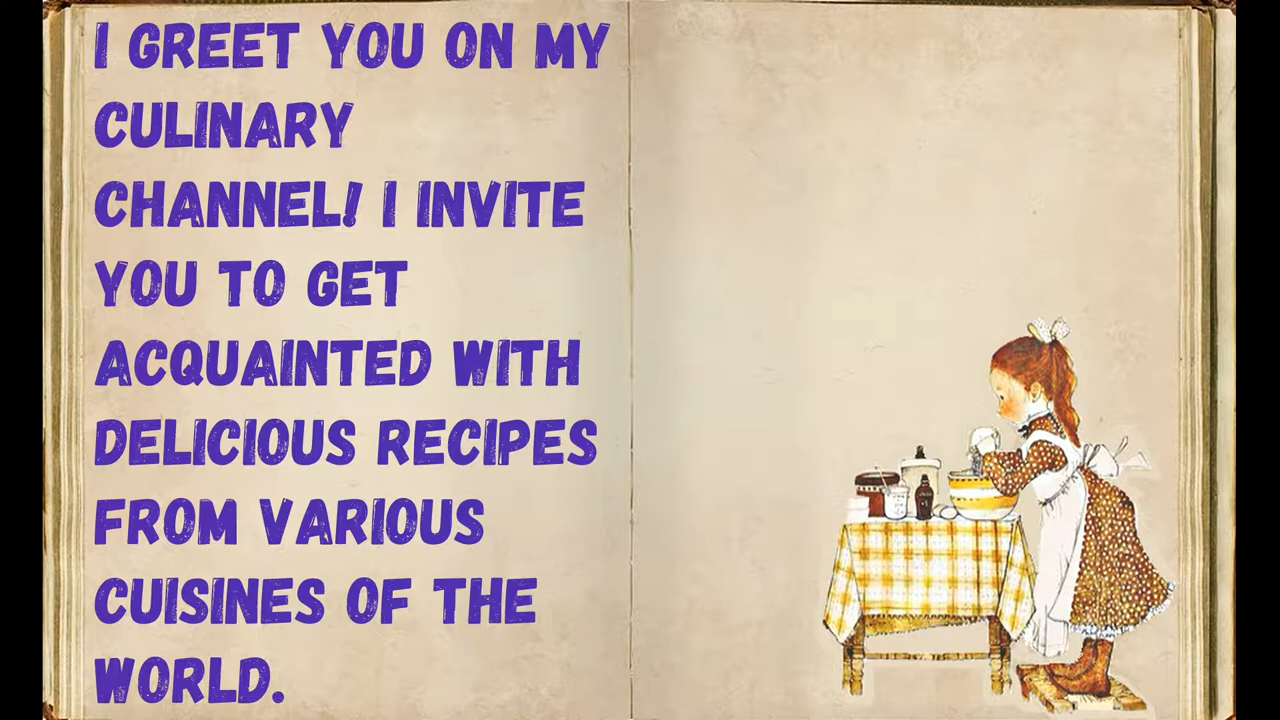 I GREET YOU ON MY
CULINARY
CHANNEL! I INVITE
YOU TO GET
ACQUAINTED WITH
DELICIOUS RECIPES
FROM VARIOUS
CUISINES OF THE
WORLD.